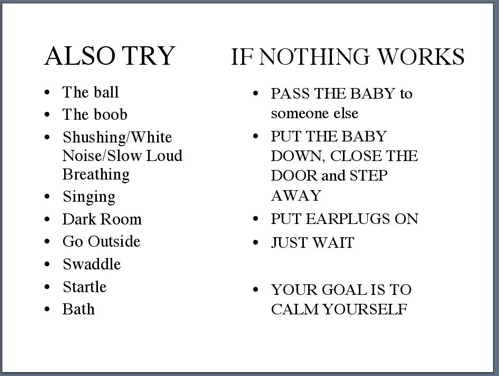 ALSO TRY
• The ball
• The boob
• Shushing/White
Noise/Slow Loud
Breathing
• Singing
• Dark Room
• Go Outside
• Swaddle
• Startle
• Bath
IF NOTHING WORKS
• PASS THE BABY to
someone else
• PUT THE BABY
DOWN, CLOSE THE
DOOR and STEP
AWAY
• PUT EARPLUGS ON
• JUST WAIT
• YOUR GOAL IS TO
CALM YOURSELF